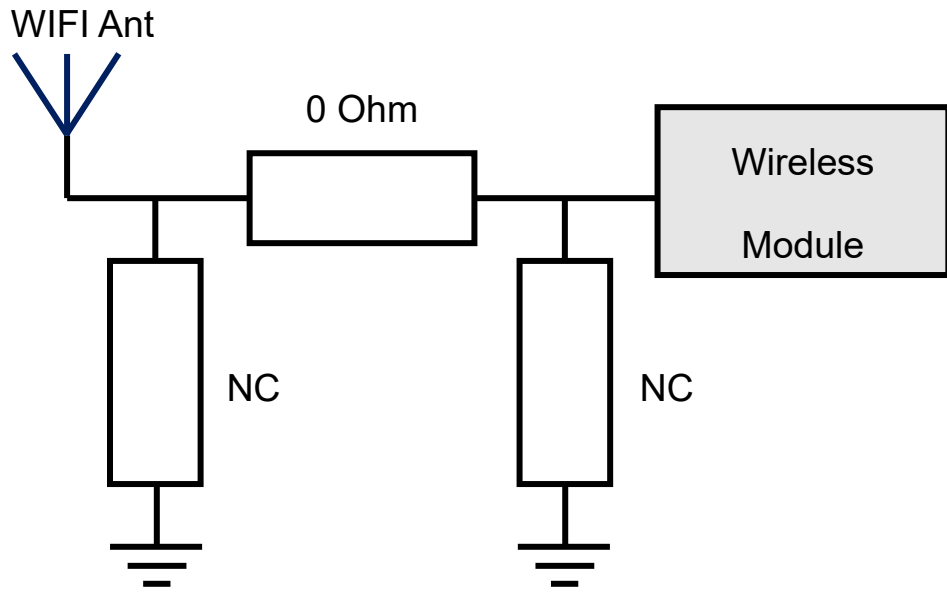 WIFI Ant
0 Ohm
Wireless
Module
NC
NC